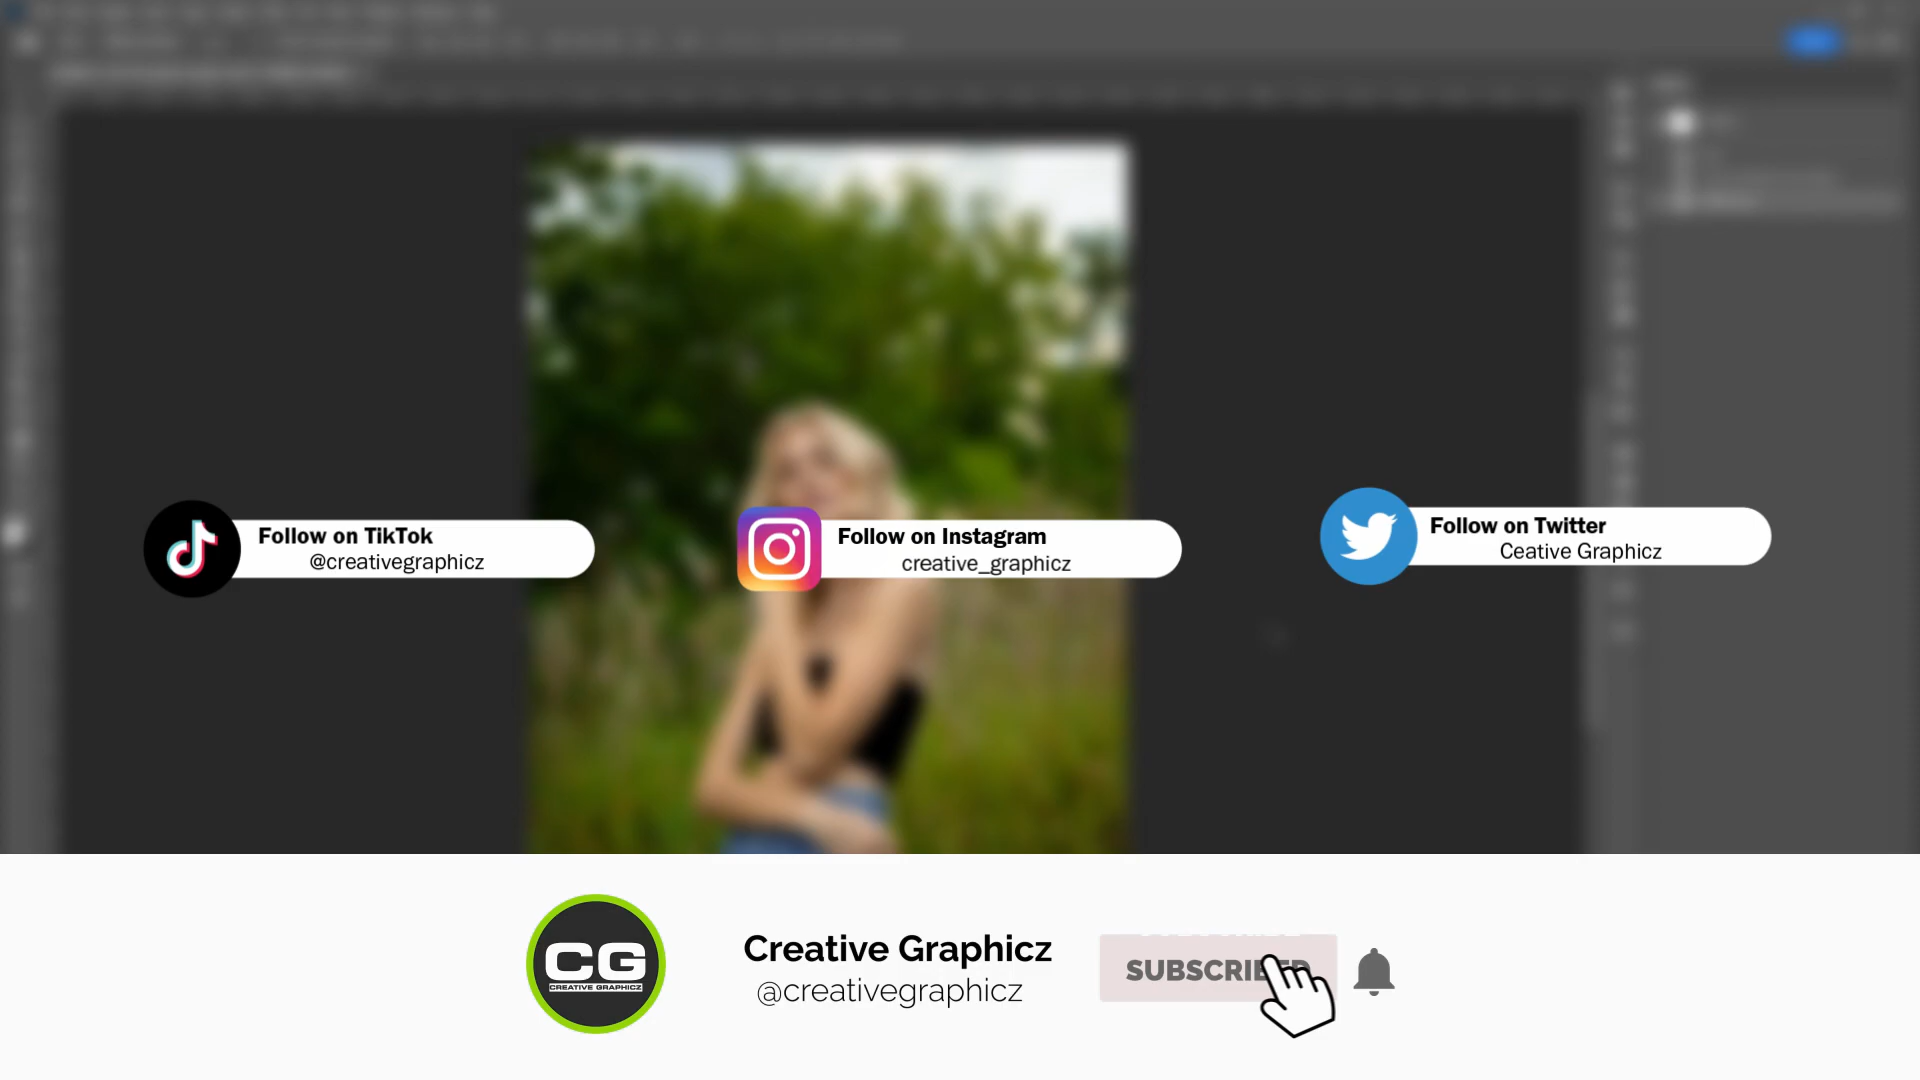 Follow on TikTok
@creativegraphicz
Follow on Instagram
creative_graphicz
Follow on Twitter
Ceative Graphicz
CG
CREATIVE GRAPHICZ
Creative Graphicz
@creativegraphicz
SUBSCRIBED